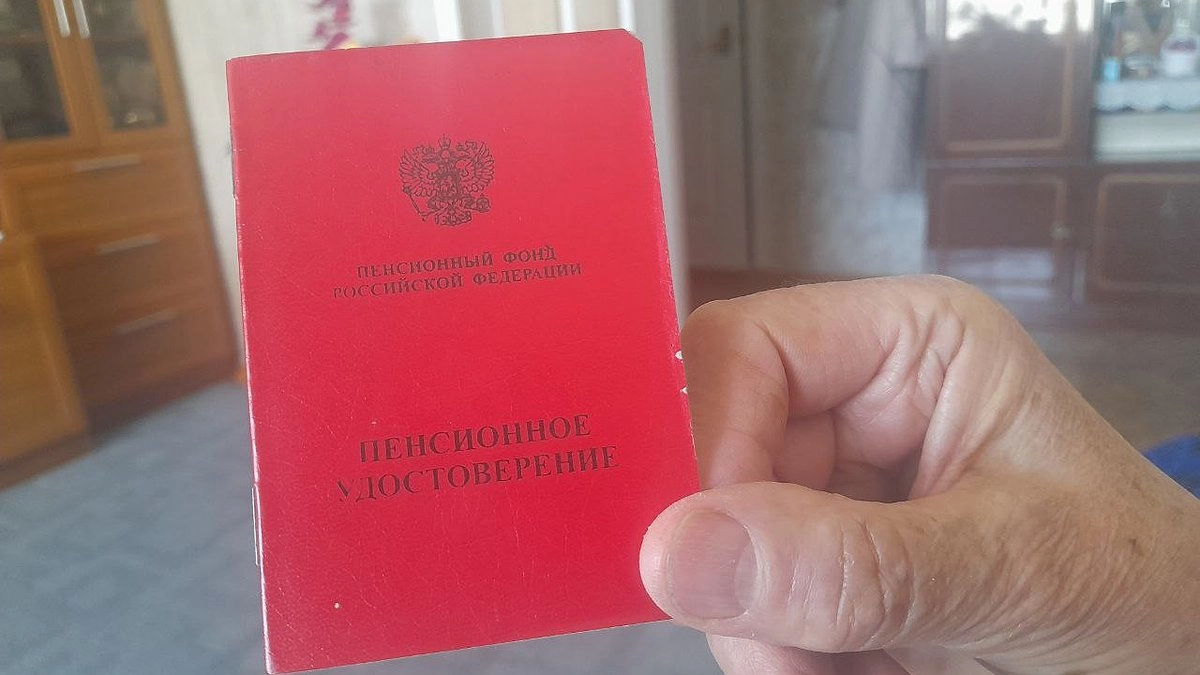 ПЕНСИОННЫЙ ФОНД
РОССИЙСКОЙ ФЕДЕРАЦИИ
ПЕНСИОННОЕ
УДОСТОВЕРЕНИЕ